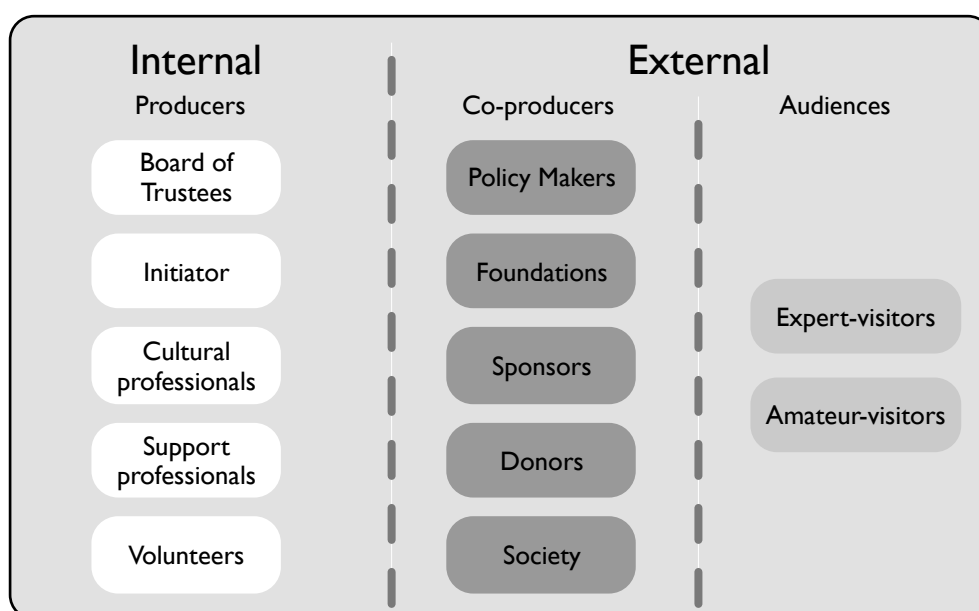 Internal
Producers
Board of
Trustees
Initiator
Cultural
professionals
Support
professionals
Volunteers
External
Co-producers
Policy Makers
Foundations
Sponsors
Donors
Society
Audiences
Expert-visitors
Amateur-visitors